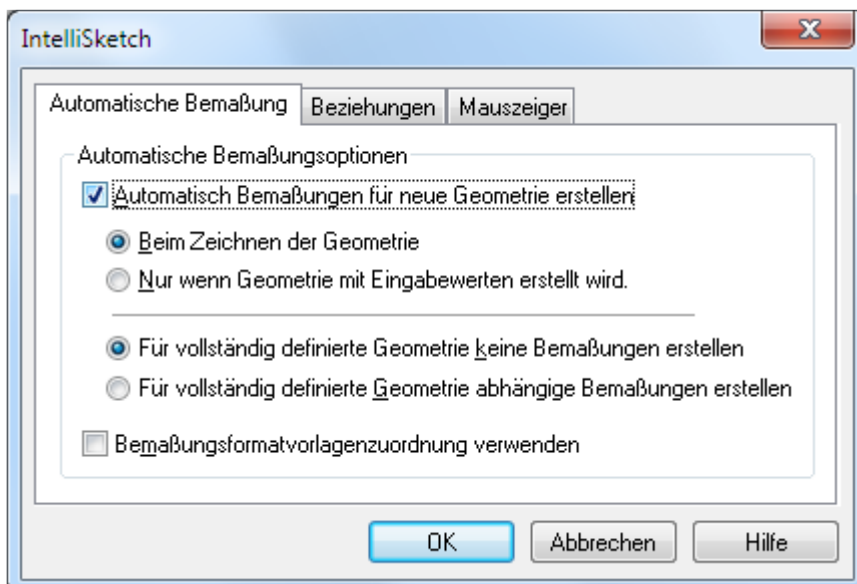 IntelliSketch
Automatische Bemaßung Beziehungen Mauszeiger
Automatische Bemaßungsoptionen
Automatisch Bemaßungen für neue Geometrie erstellen
Beim Zeichnen der Geometrie
Nur wenn Geometrie mit Eingabewerten erstellt wird.
Für vollständig definierte Geometrie keine Bemaßungen erstellen
Für vollständig definierte Geometrie abhängige Bemaßungen erstellen
Bemaßungsformatvorlagenzuordnung verwenden
OK Abbrechen Hilfe